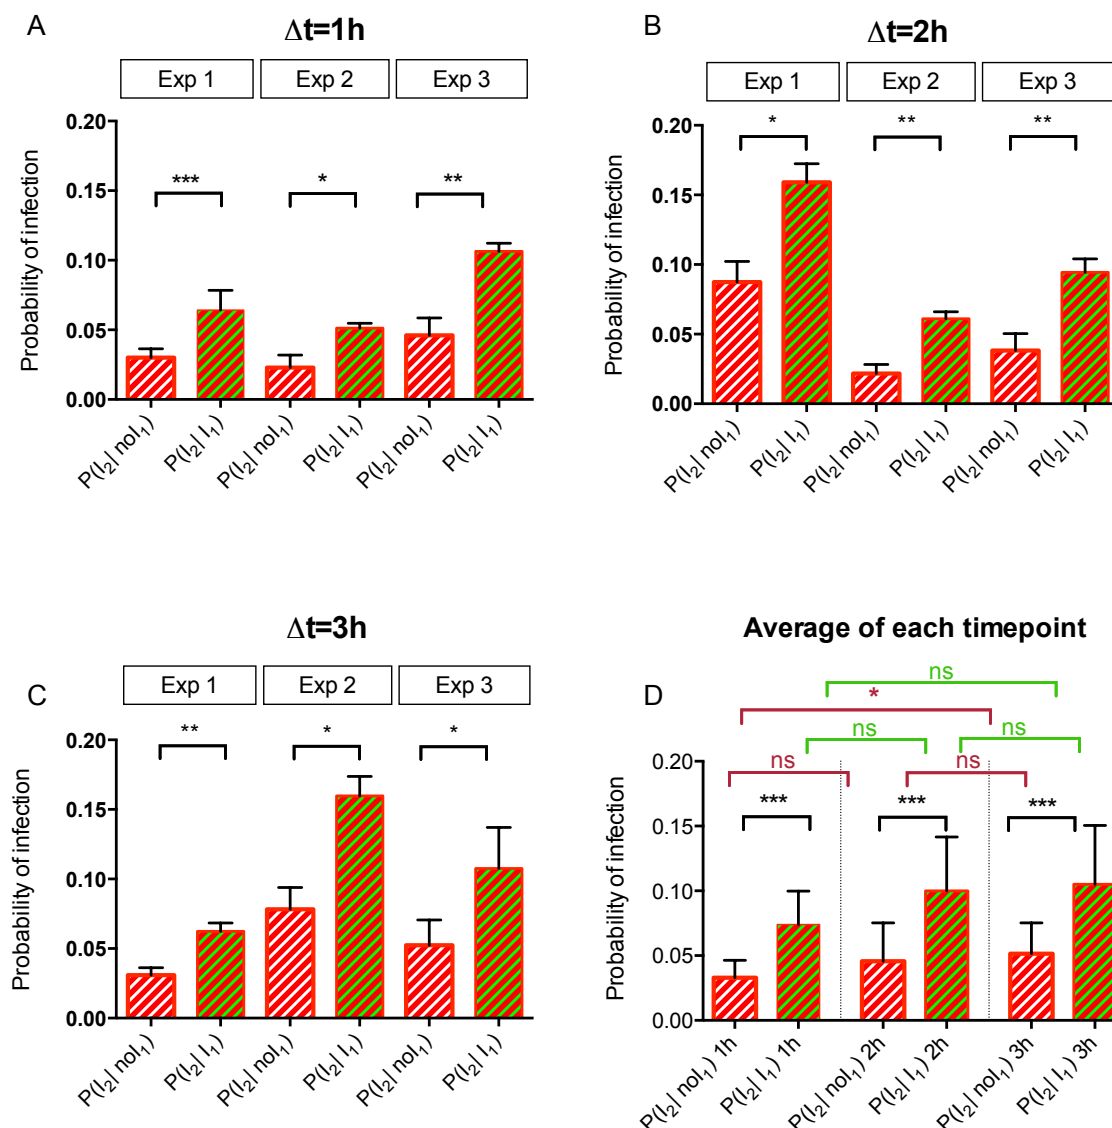 A
Δt=1h
Exp 1 Exp 2 Exp 3
Probability of infection
0.20
0.15
0.10
0.05
0.00
*** * **
P(I2| noI1) P(I2| I1) P(I2| noI1) P(I2| I1) P(I2| noI1) P(I2| I1)
B
Δt=2h
Exp 1 Exp 2 Exp 3
Probability of infection
0.20
0.15
0.10
0.05
0.00
* ** **
P(I2| noI1) P(I2| I1) P(I2| noI1) P(I2| I1) P(I2| noI1) P(I2| I1)
C
Δt=3h
Exp 1 Exp 2 Exp 3
Probability of infection
0.20
0.15
0.10
0.05
0.00
** * *
P(I2| noI1) P(I2| I1) P(I2| noI1) P(I2| I1) P(I2| noI1) P(I2| I1)
Average of each timepoint
D
ns
*
ns ns
ns ns
*** *** ***
Probability of infection
0.20
0.15
0.10
0.05
0.00
P(I2| noI1) 1h P(I2| I1) 1h P(I2| noI1) 2h P(I2| I1) 2h P(I2| noI1) 3h P(I2| I1) 3h